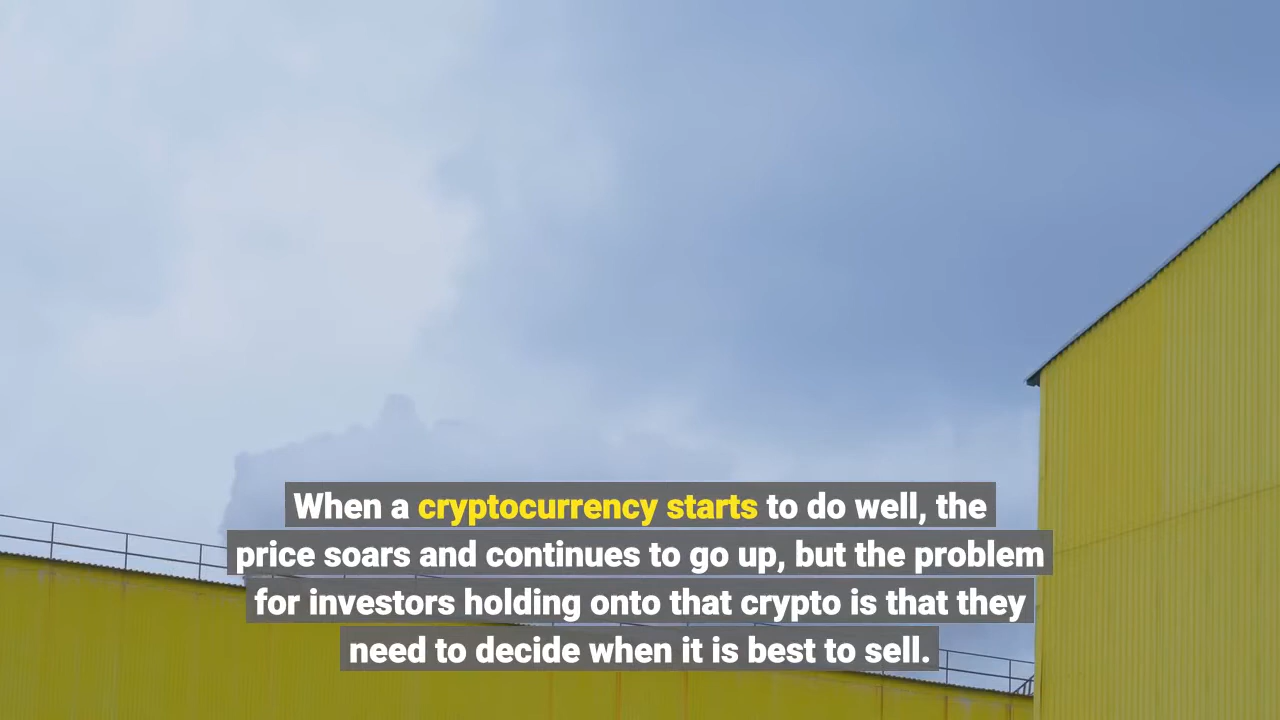 When a cryptocurrency starts to do well, the
price soars and continues to go up, but the problem
for investors holding onto that crypto is that they
need to decide when it is best to sell.